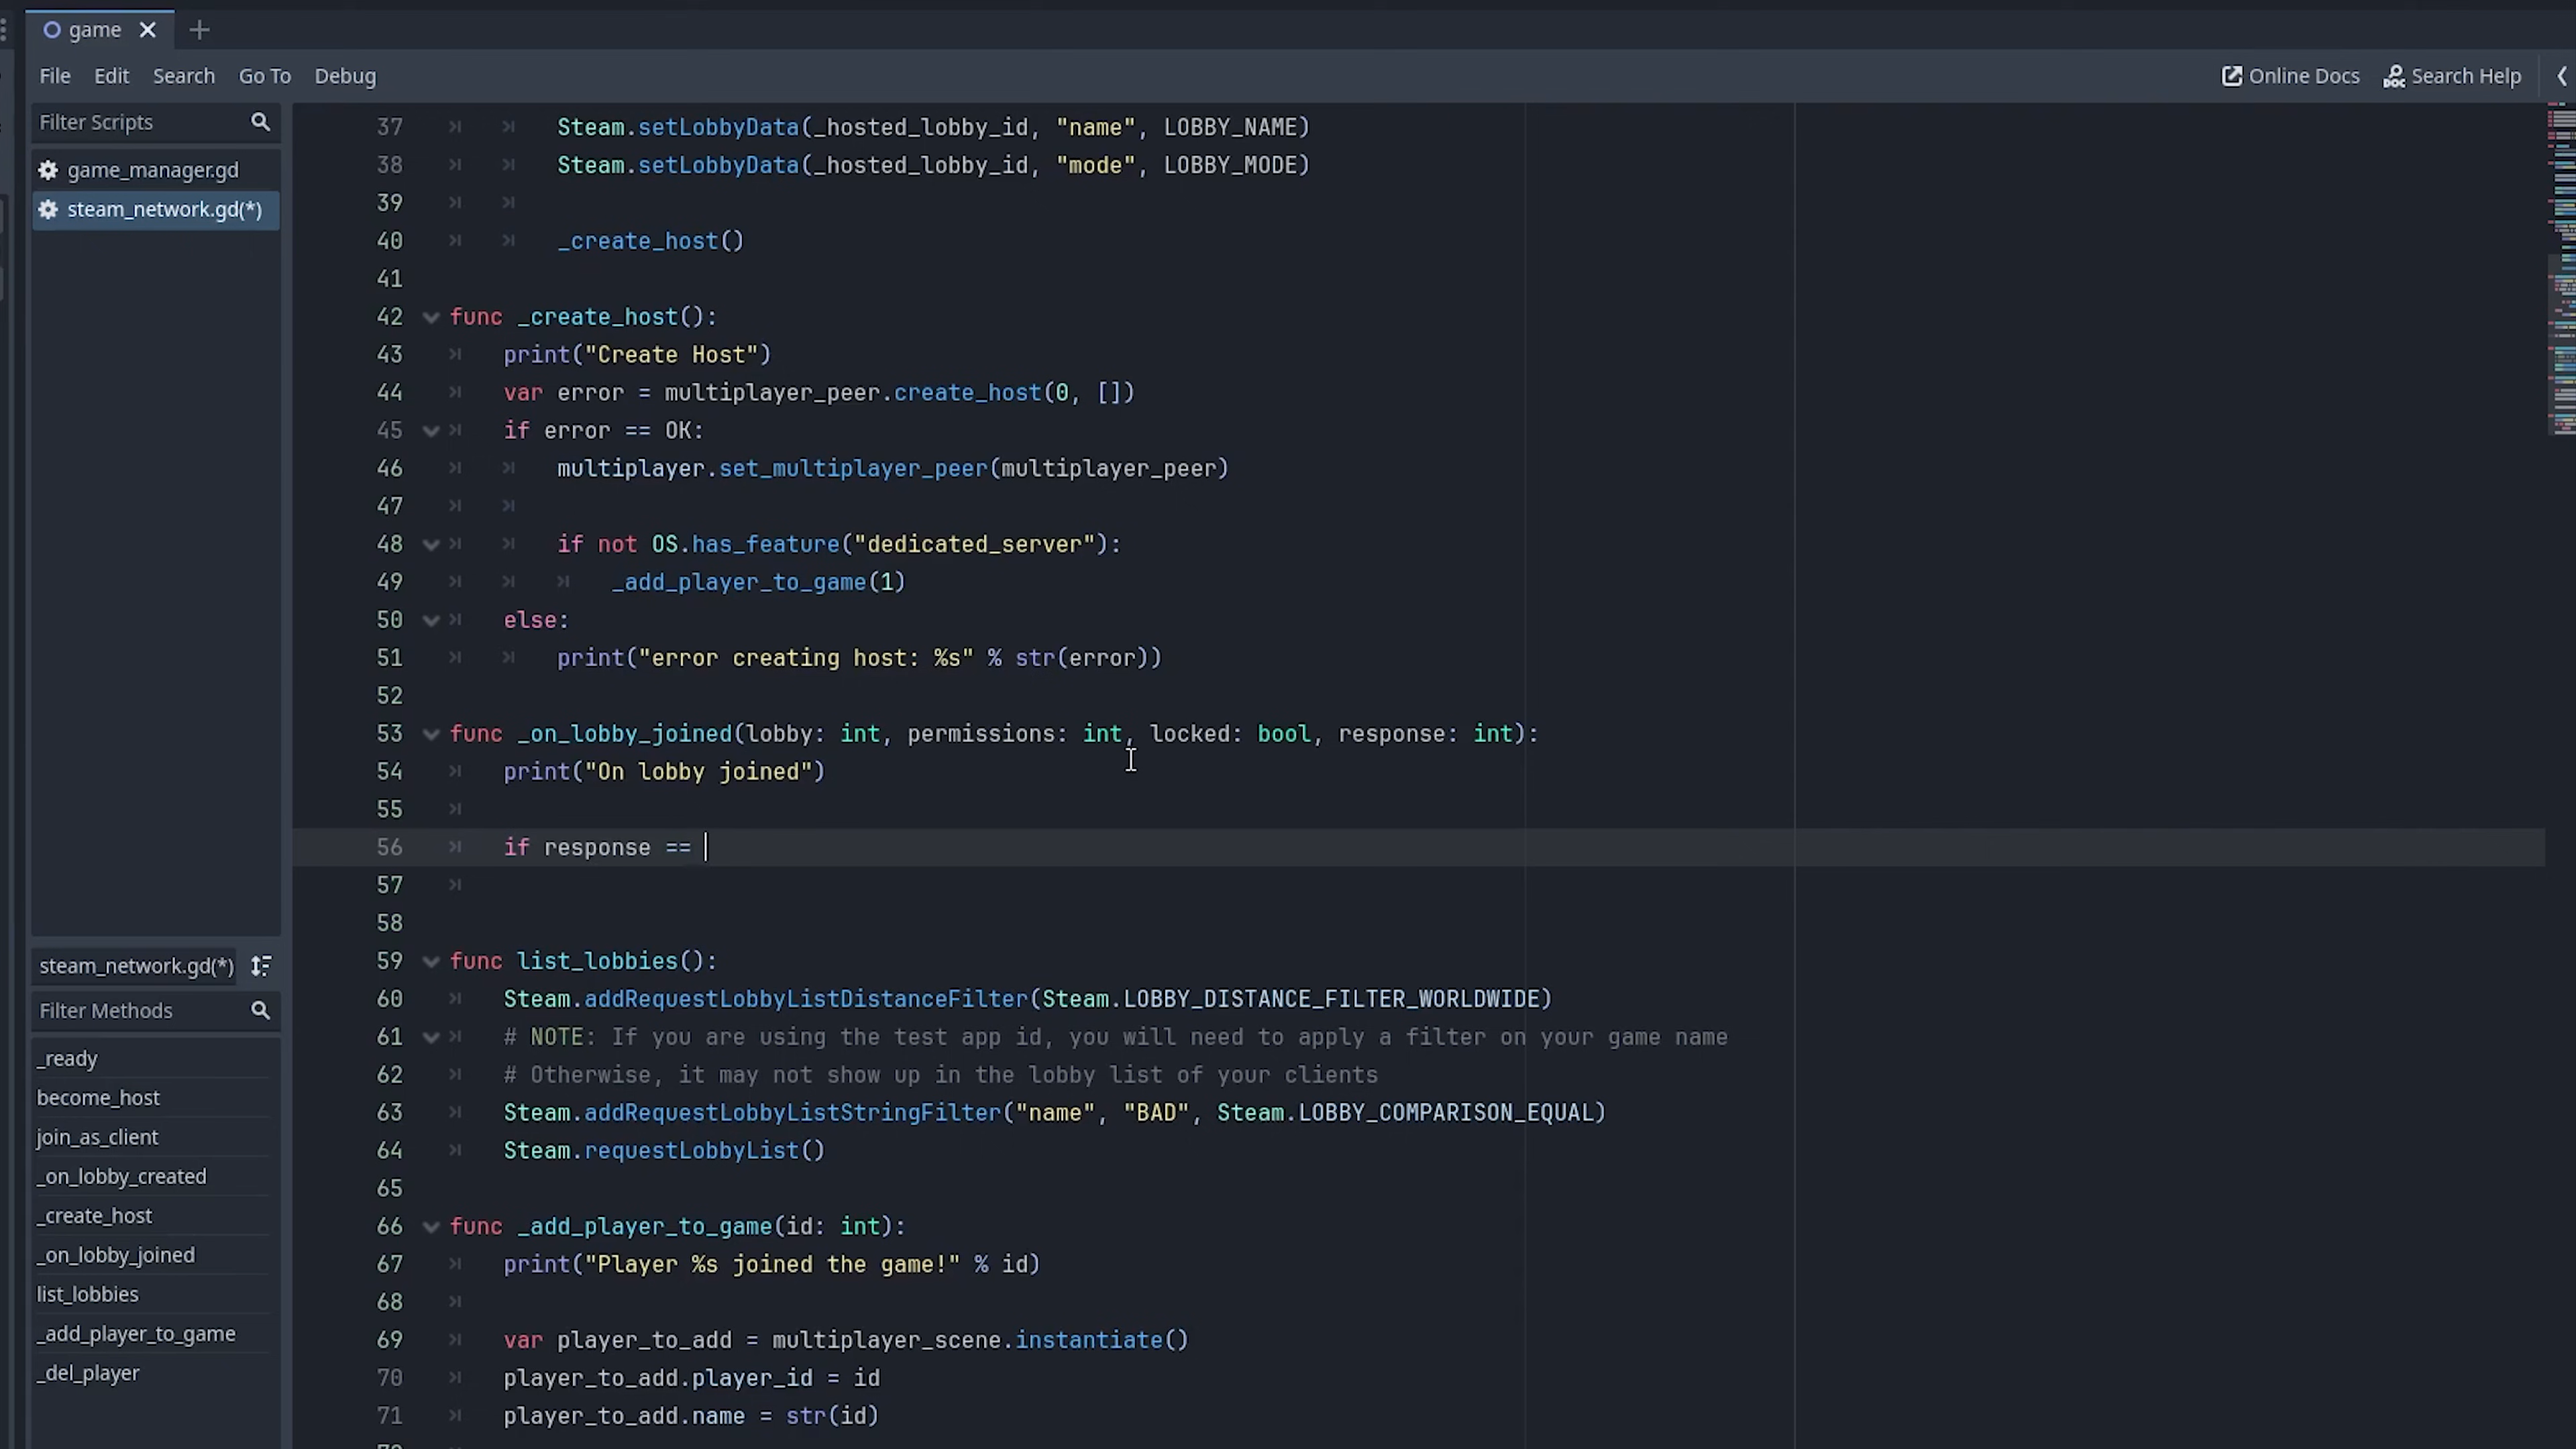 game
File Edit Search Go To Debug Online Docs Search Help
Filter Scripts
game_manager.gd
steam_network.gd(*)
steam_network.gd(*)
Filter Methods
_ready
become_host
join_as_client
_on_lobby_created
_create_host
_on_lobby_joined
list_lobbies
_add_player_to_game
_del_player
37 Steam.setLobbyData(_hosted_lobby_id, "name", LOBBY_NAME)
38 Steam.setLobbyData(_hosted_lobby_id, "mode", LOBBY_MODE)
39
40 _create_host()
41
42 func _create_host():
43 print("Create Host")
44 var error = multiplayer_peer.create_host(0, [])
45 if error == OK:
46 multiplayer.set_multiplayer_peer(multiplayer_peer)
47
48 if not OS.has_feature("dedicated_server"):
49 _add_player_to_game(1)
50 else:
51 print("error creating host: %s" % str(error))
52
53 func _on_lobby_joined(lobby: int, permissions: int, locked: bool, response: int):
54 print("On lobby joined")
55
56 if response ==
57
58
59 func list_lobbies():
60 Steam.addRequestLobbyListDistanceFilter(Steam.LOBBY_DISTANCE_FILTER_WORLDWIDE)
61 # NOTE: If you are using the test app id, you will need to apply a filter on your game name
62 # Otherwise, it may not show up in the lobby list of your clients
63 Steam.addRequestLobbyListStringFilter("name", "BAD", Steam.LOBBY_COMPARISON_EQUAL)
64 Steam.requestLobbyList()
65
66 func _add_player_to_game(id: int):
67 print("Player %s joined the game!" % id)
68
69 var player_to_add = multiplayer_scene.instantiate()
70 player_to_add.player_id = id
71 player_to_add.name = str(id)